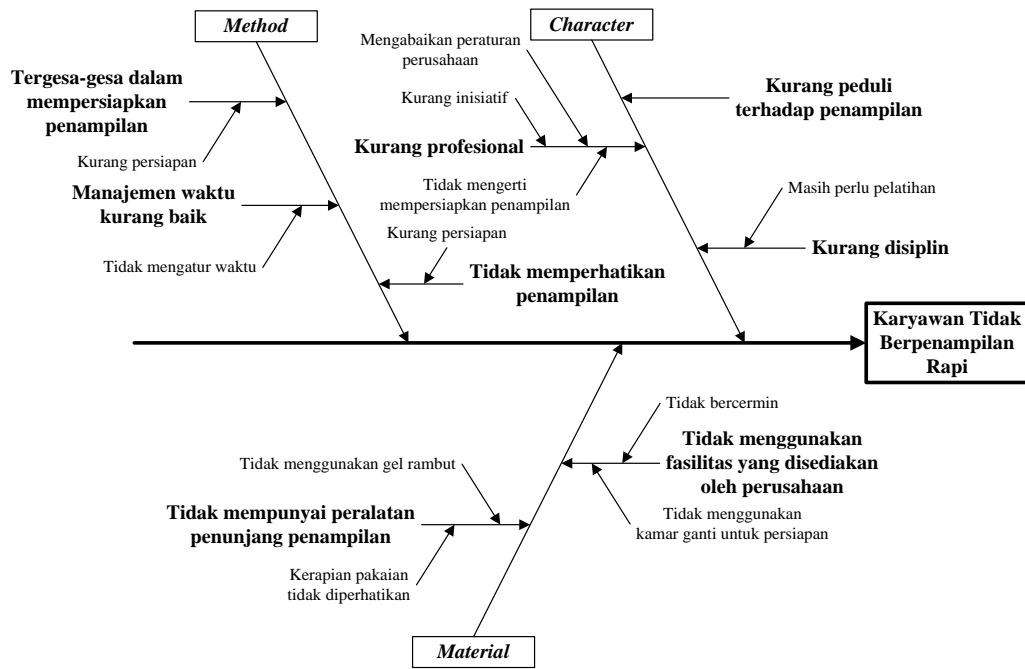 Method
Character
Mengabaikan peraturan
perusahaan
Tergesa-gesa dalam
mempersiapkan
penampilan
Kurang inisiatif
Kurang peduli
terhadap penampilan
Kurang persiapan
Kurang profesional
Manajemen waktu
kurang baik
Tidak mengerti
mempersiapkan penampilan
Masih perlu pelatihan
Kurang persiapan
Kurang disiplin
Tidak mengatur waktu
Tidak memperhatikan
penampilan
Karyawan Tidak
Berpenampilan
Rapi
Tidak bercermin
Tidak menggunakan
fasilitas yang disediakan
oleh perusahaan
Tidak menggunakan gel rambut
Tidak mempunyai peralatan
penunjang penampilan
Tidak menggunakan
kamar ganti untuk persiapan
Kerapian pakaian
tidak diperhatikan
Material